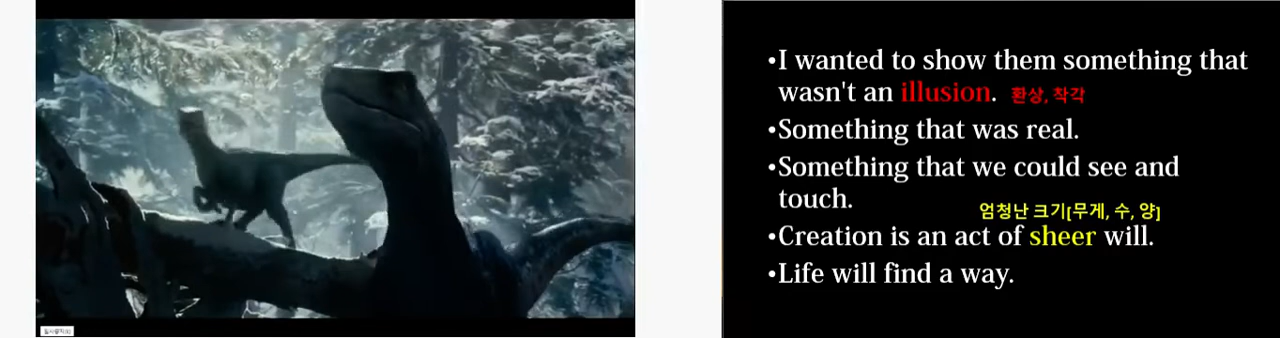 •I wanted to show them something that
wasn't an illusion. 환상, 착각
•Something that was real.
•Something that we could see and
touch.
엄청난 크기[무게, 수, 양]
•Creation is an act of sheer will.
•Life will find a way.